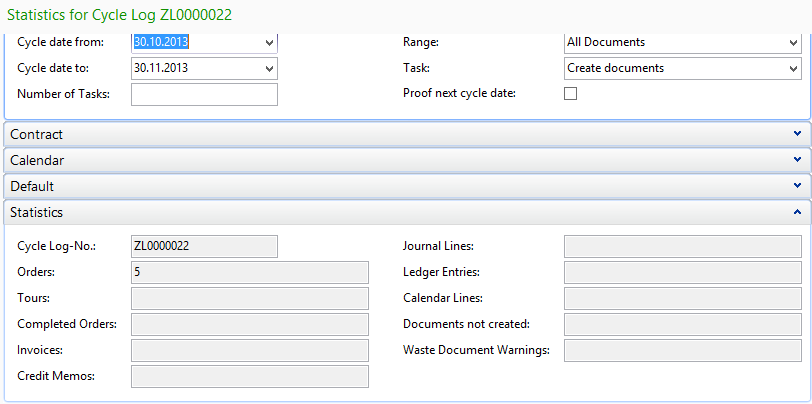 Statistics for Cycle Log ZL0000022
Cycle date from: 30.10.2013 Range: All Documents
Cycle date to: 30.11.2013 Task: Create documents
Number of Tasks: Proof next cycle date:
Contract
Calendar
Default
Statistics
Cycle Log-No.: ZL0000022 Journal Lines:
Orders: 5 Ledger Entries:
Tours: Calendar Lines:
Completed Orders: Documents not created:
Invoices: Waste Document Warnings:
Credit Memos: